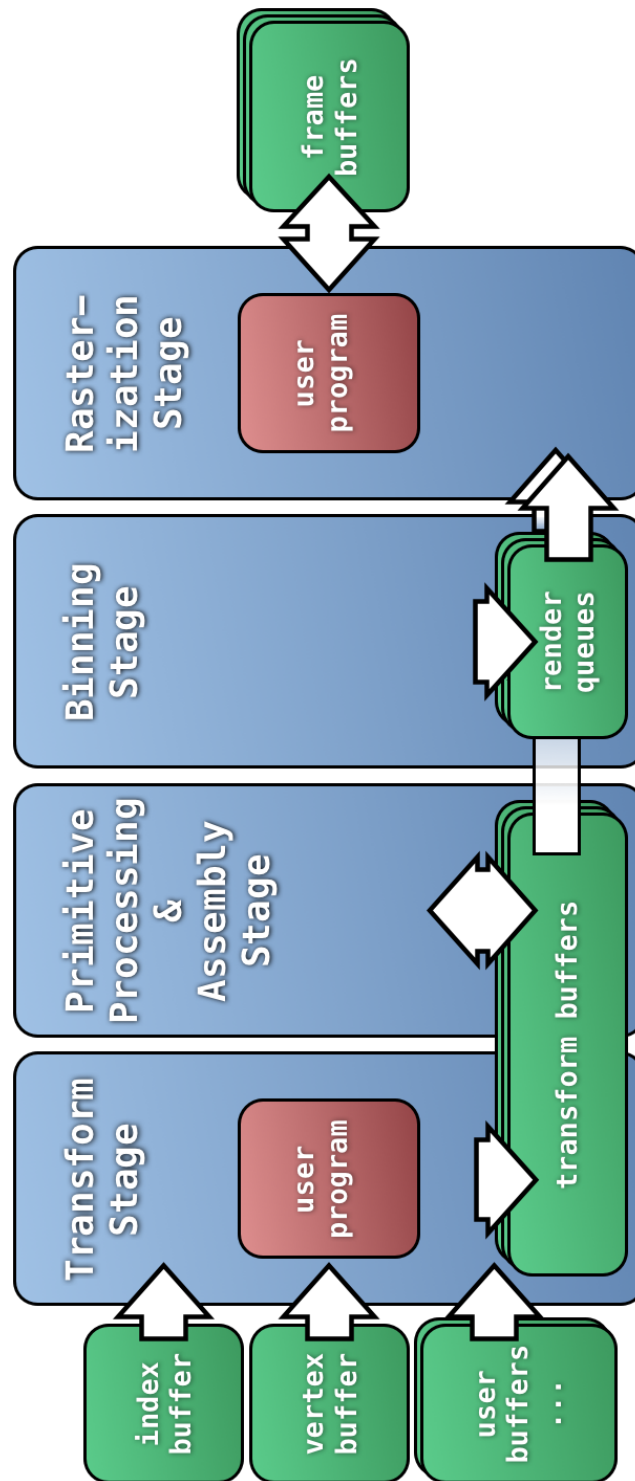 index
buffer
vertex
buffer
user
buffers
...
Transform
Stage
user
program
Primitive
Processing
&
Assembly
Stage
transform buffers
Binning
Stage
render
queues
Raster–
ization
Stage
user
program
frame
buffers